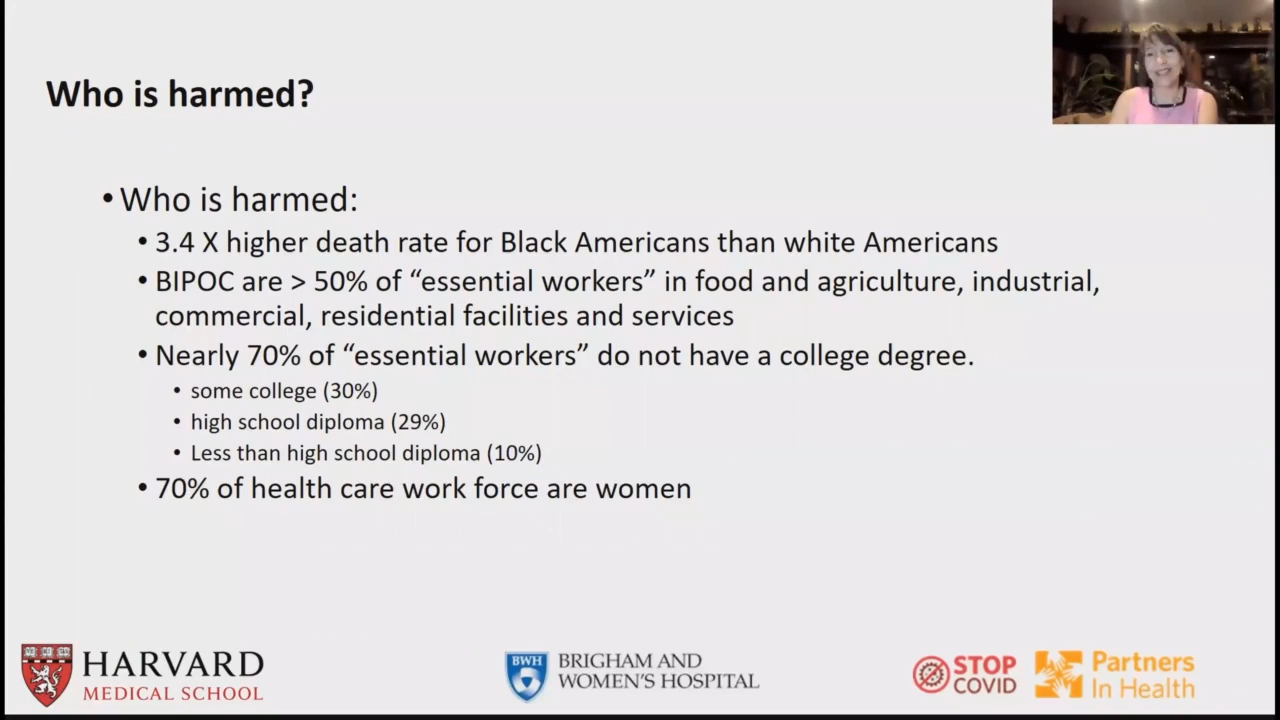 Who is harmed?
• Who is harmed:
• 3.4 X higher death rate for Black Americans than white Americans
• BIPOC are > 50% of “essential workers” in food and agriculture, industrial,
commercial, residential facilities and services
• Nearly 70% of “essential workers” do not have a college degree.
• some college (30%)
• high school diploma (29%)
• Less than high school diploma (10%)
• 70% of health care work force are women
HARVARD
MEDICAL SCHOOL
BWH
BRIGHAM AND
WOMEN'S HOSPITAL
STOP
COVID
Partners
In Health